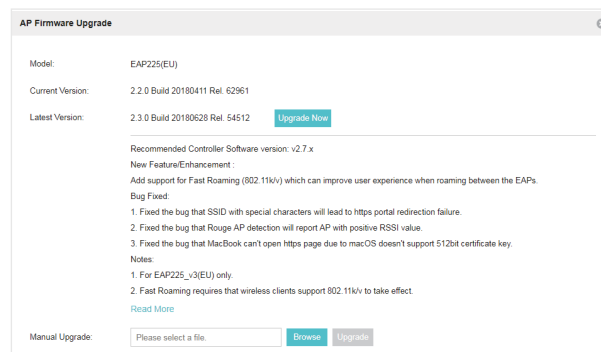 AP Firmware Upgrade
Model: EAP225(EU)
Current Version: 2.2.0 Build 20180411 Rel. 62961
Latest Version: 2.3.0 Build 20180628 Rel. 54512 Upgrade Now
Recommended Controller Software version: v2.7.x
New Feature/Enhancement :
Add support for Fast Roaming (802.11k/v) which can improve user experience when roaming between the EAPs.
Bug Fixed:
1. Fixed the bug that SSID with special characters will lead to https portal redirection failure.
2. Fixed the bug that Rouge AP detection will report AP with positive RSSI value.
3. Fixed the bug that MacBook can't open https page due to macOS doesn't support 512bit certificate key.
Notes:
1. For EAP225_v3(EU) only.
2. Fast Roaming requires that wireless clients support 802.11k/v to take effect.
Read More
Manual Upgrade: Please select a file. Browse Upgrade